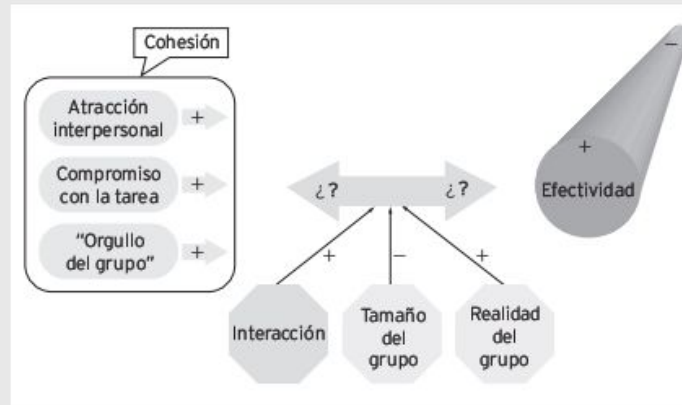 Cohesión
Atracción
interpersonal
+
Compromiso
con la tarea
+
“Orgullo
del grupo”
+
¿?
¿?
−
+
Efectividad
+
−
+
Interacción
Tamaño
del
grupo
Realidad
del
grupo